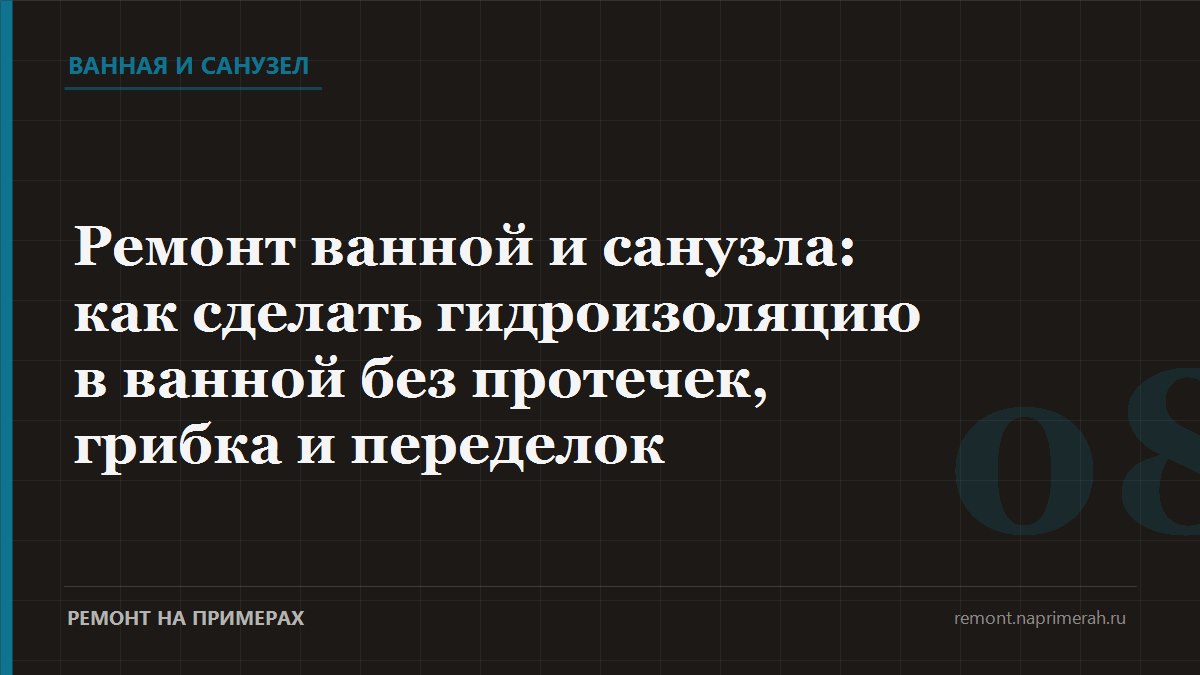 ВАННАЯ И САНУЗЕЛ
Ремонт ванной и санузла:
как сделать гидроизоляцию
в ванной без протечек,
грибка и переделок
08
РЕМОНТ НА ПРИМЕРАХ
remont.naprimerah.ru